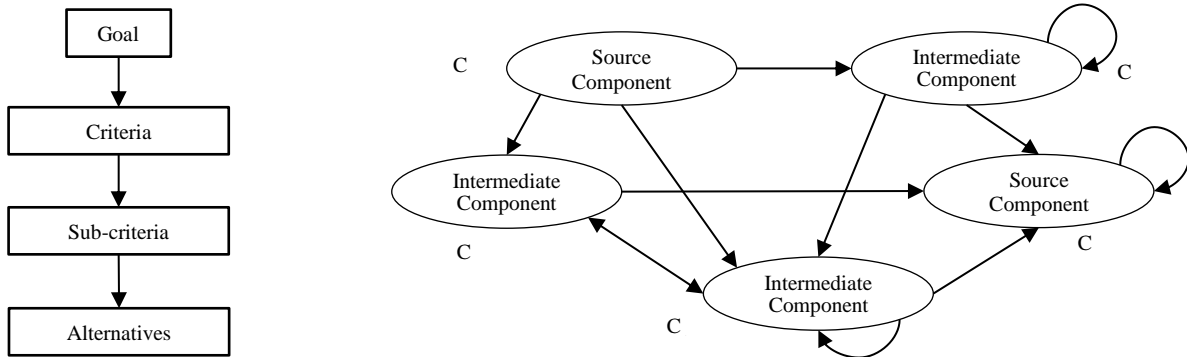 Goal
Criteria
Sub-criteria
Alternatives
C
Source
Component
Intermediate
Component
C
Intermediate
Component
C
Source
Component
C
Intermediate
Component
C